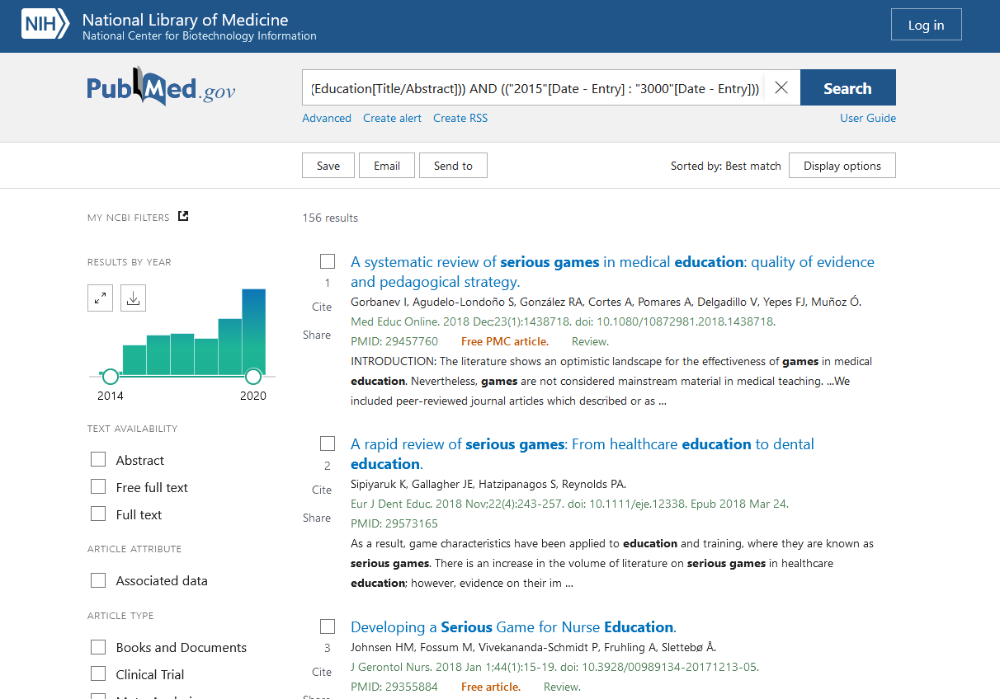 NIH
National Library of Medicine
National Center for Biotechnology Information
Log in
PubMed.gov
(Education[Title/Abstract])) AND (("2015"[Date - Entry] : "3000"[Date - Entry]))
Search
Advanced Create alert Create RSS
User Guide
Save Email Send to
Sorted by: Best match Display options
MY NCBI FILTERS
156 results
RESULTS BY YEAR
2014 2020
TEXT AVAILABILITY
Abstract
Free full text
Full text
ARTICLE ATTRIBUTE
Associated data
ARTICLE TYPE
Books and Documents
Clinical Trial
1
Cite
Share
A systematic review of serious games in medical education: quality of evidence
and pedagogical strategy.
Gorbanev I, Agudelo-Londoño S, González RA, Cortes A, Pomares A, Delgadillo V, Yepes FJ, Muñoz Ó.
Med Educ Online. 2018 Dec;23(1):1438718. doi: 10.1080/10872981.2018.1438718.
PMID: 29457760 Free PMC article. Review.
INTRODUCTION: The literature shows an optimistic landscape for the effectiveness of games in medical
education. Nevertheless, games are not considered mainstream material in medical teaching. ...We
included peer-reviewed journal articles which described or as ...
2
Cite
Share
A rapid review of serious games: From healthcare education to dental
education.
Sipiyaruk K, Gallagher JE, Hatzipanagos S, Reynolds PA.
Eur J Dent Educ. 2018 Nov;22(4):243-257. doi: 10.1111/eje.12338. Epub 2018 Mar 24.
PMID: 29573165
As a result, game characteristics have been applied to education and training, where they are known as
serious games. There is an increase in the volume of literature on serious games in healthcare
education; however, evidence on their im ...
3
Cite
Developing a Serious Game for Nurse Education.
Johnsen HM, Fossum M, Vivekananda-Schmidt P, Fruhling A, Slettebø Å.
J Gerontol Nurs. 2018 Jan 1;44(1):15-19. doi: 10.3928/00989134-20171213-05.
PMID: 29355884 Free article. Review.